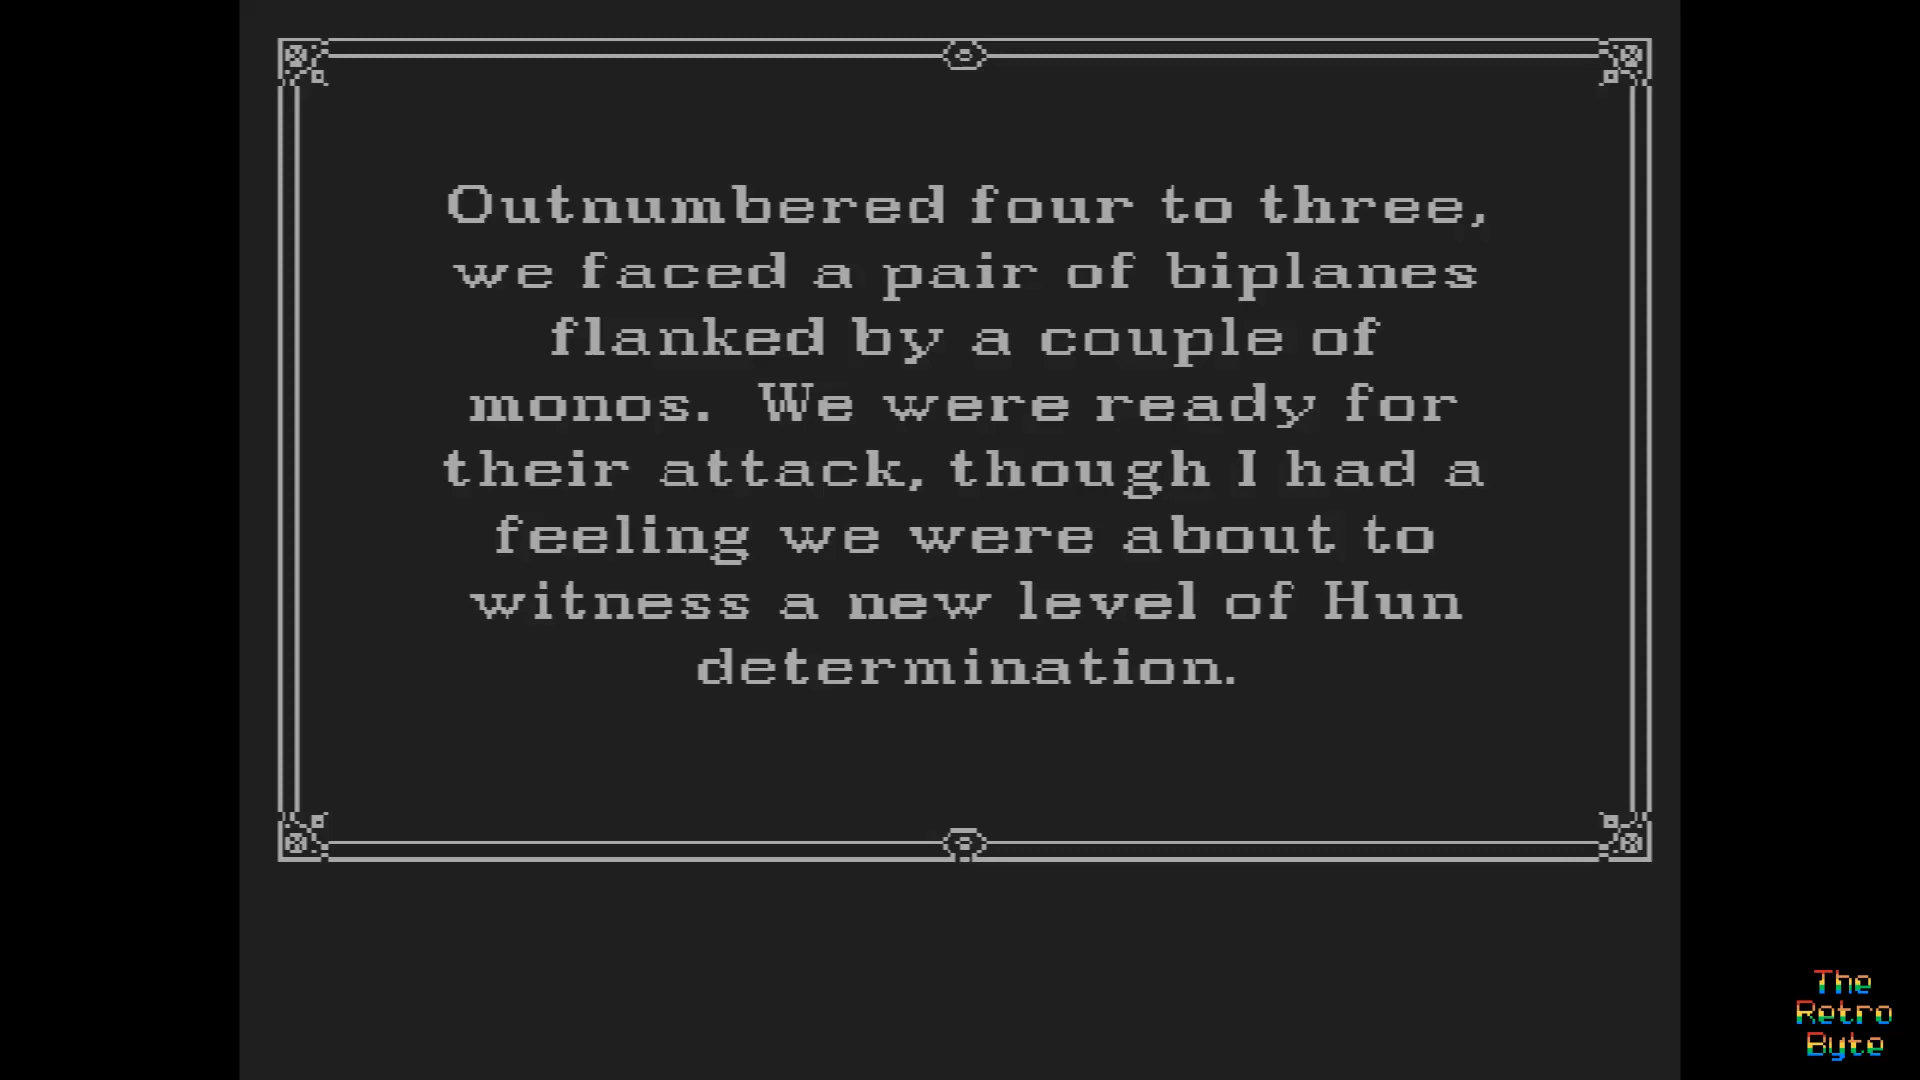 Outnumbered four to three,
we faced a pair of biplanes
flanked by a couple of
monos.  We were ready for
their attack, though I had a
feeling we were about to
witness a new level of Hun
determination.
The
Retro
Byte